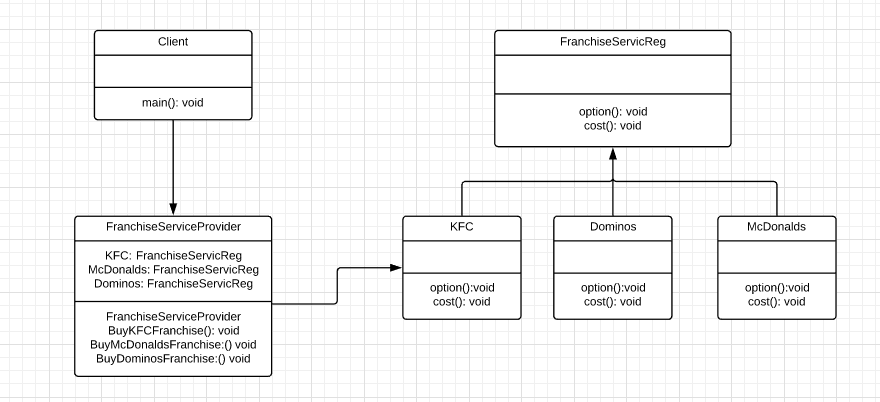 Client
main(): void
FranchiseServicReg
option(): void
cost(): void
FranchiseServiceProvider
KFC: FranchiseServicReg
McDonalds: FranchiseServicReg
Dominos: FranchiseServicReg
FranchiseServiceProvider
BuyKFCFranchise(): void
BuyMcDonaldsFranchise:() void
BuyDominosFranchise:() void
KFC
option():void
cost(): void
Dominos
option():void
cost(): void
McDonalds
option():void
cost(): void